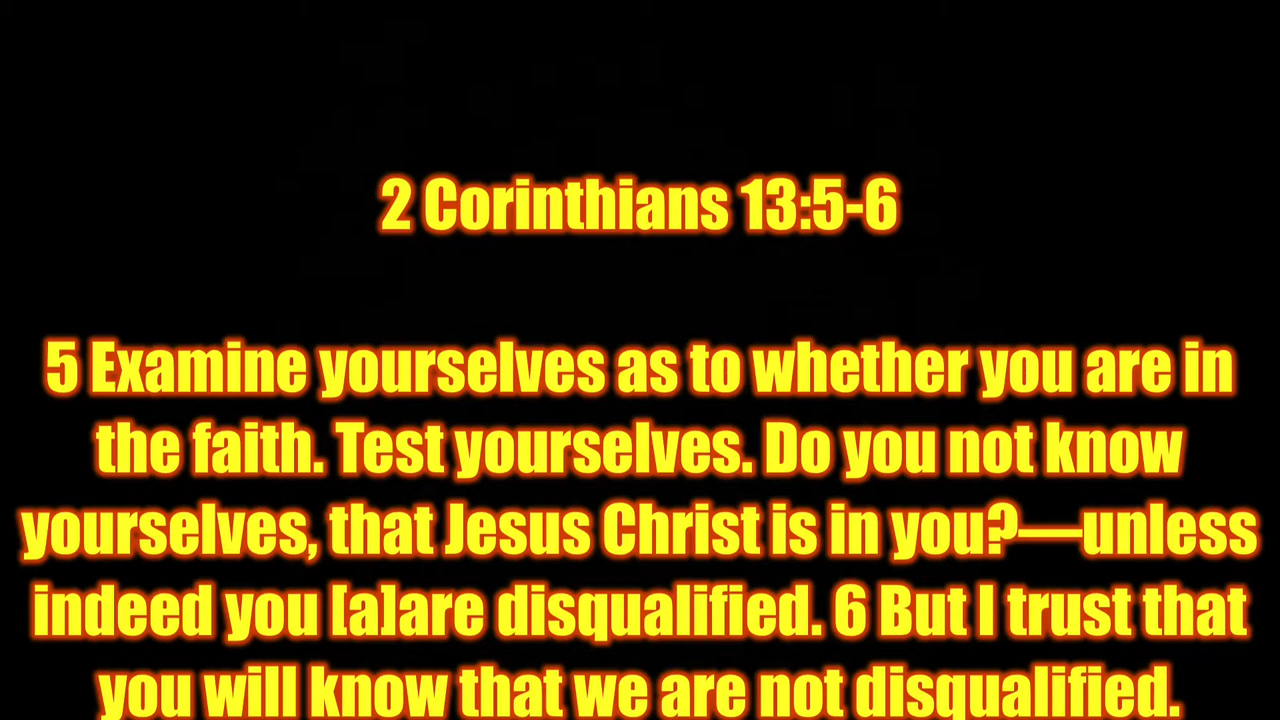 2 Corinthians 13:5-6
5 Examine yourselves as to whether you are in
the faith. Test yourselves. Do you not know
yourselves, that Jesus Christ is in you?—unless
indeed you [a]are disqualified. 6 But I trust that
you will know that we are not disqualified.